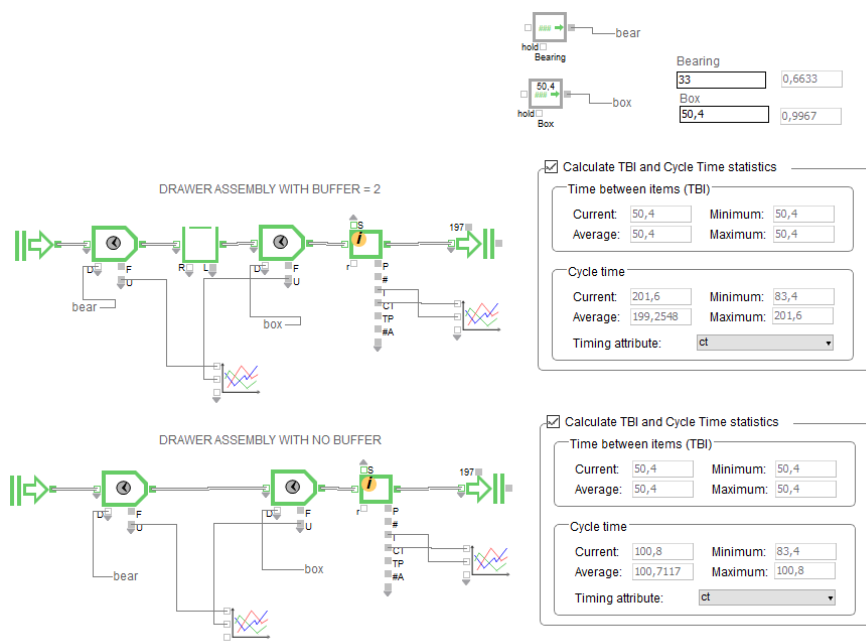 bear
hold
Bearing
50,4
box
hold
Box
Bearing
33
0,6633
Box
50,4
0,9967
DRAWER ASSEMBLY WITH BUFFER = 2
D
F
U
bear
R
L
D
F
U
box
S
i
r
P
#
T
CT
TP
#A
197
Calculate TBI and Cycle Time statistics
Time between items (TBI)
Current: 50,4 Minimum: 50,4
Average: 50,4 Maximum: 50,4
Cycle time
Current: 201,6 Minimum: 83,4
Average: 199,2548 Maximum: 201,6
Timing attribute: ct
DRAWER ASSEMBLY WITH NO BUFFER
D
F
U
bear
D
F
U
box
S
i
r
P
#
T
CT
TP
#A
197
Calculate TBI and Cycle Time statistics
Time between items (TBI)
Current: 50,4 Minimum: 50,4
Average: 50,4 Maximum: 50,4
Cycle time
Current: 100,8 Minimum: 83,4
Average: 100,7117 Maximum: 100,8
Timing attribute: ct